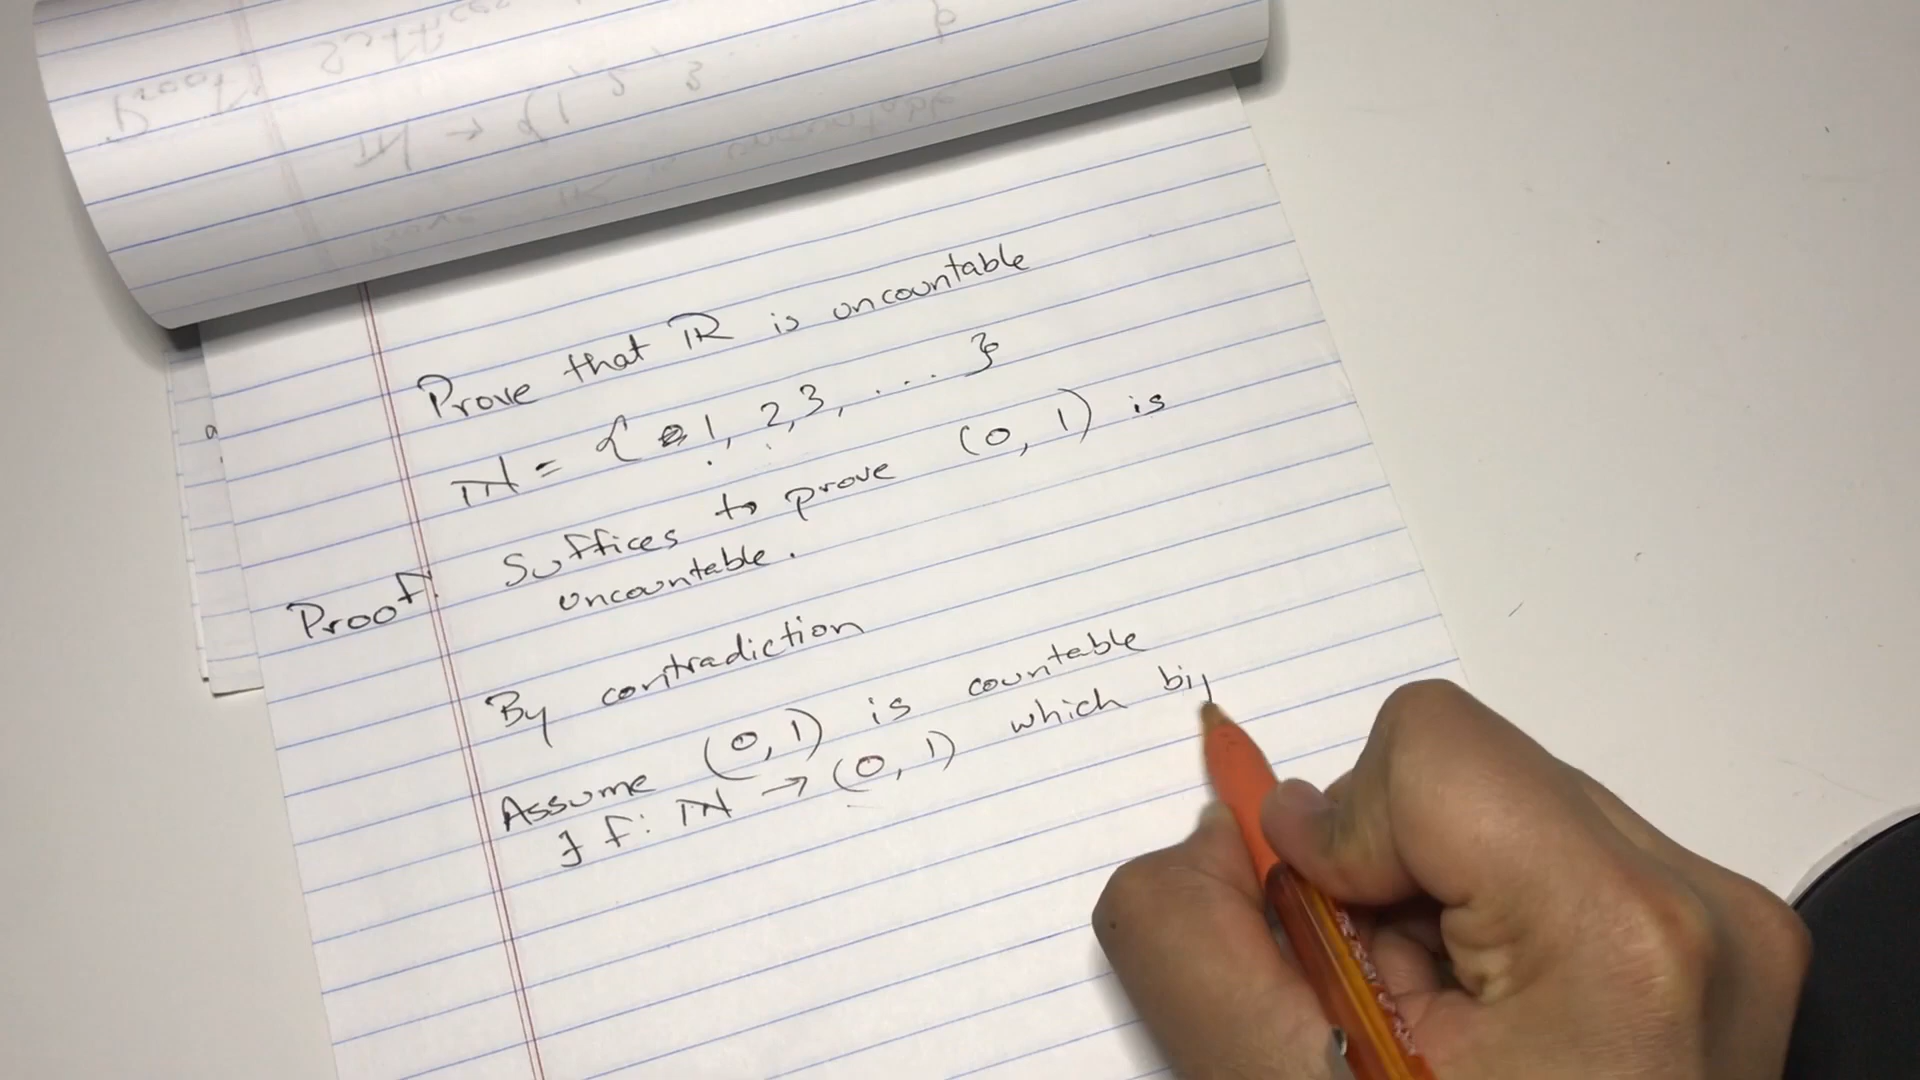 Prove that ℝ is uncountable
ℕ = { 1, 2, 3, ... }
Proof: Suffices to prove (0, 1) is
uncountable.
By contradiction
Assume (0, 1) is countable
∃ f: ℕ → (0, 1) which bij